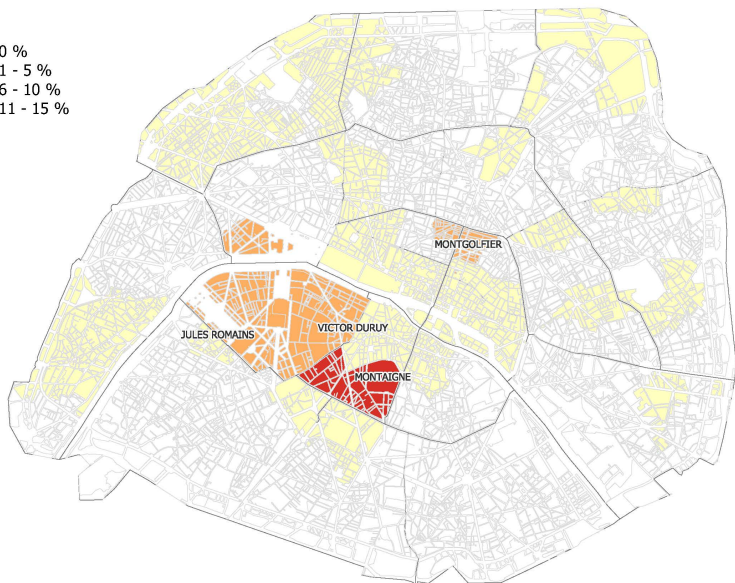 0 %
1 - 5 %
6 - 10 %
11 - 15 %
MONTGOLFIER
JULES ROMAINS
VICTOR DURUY
MONTAIGNE